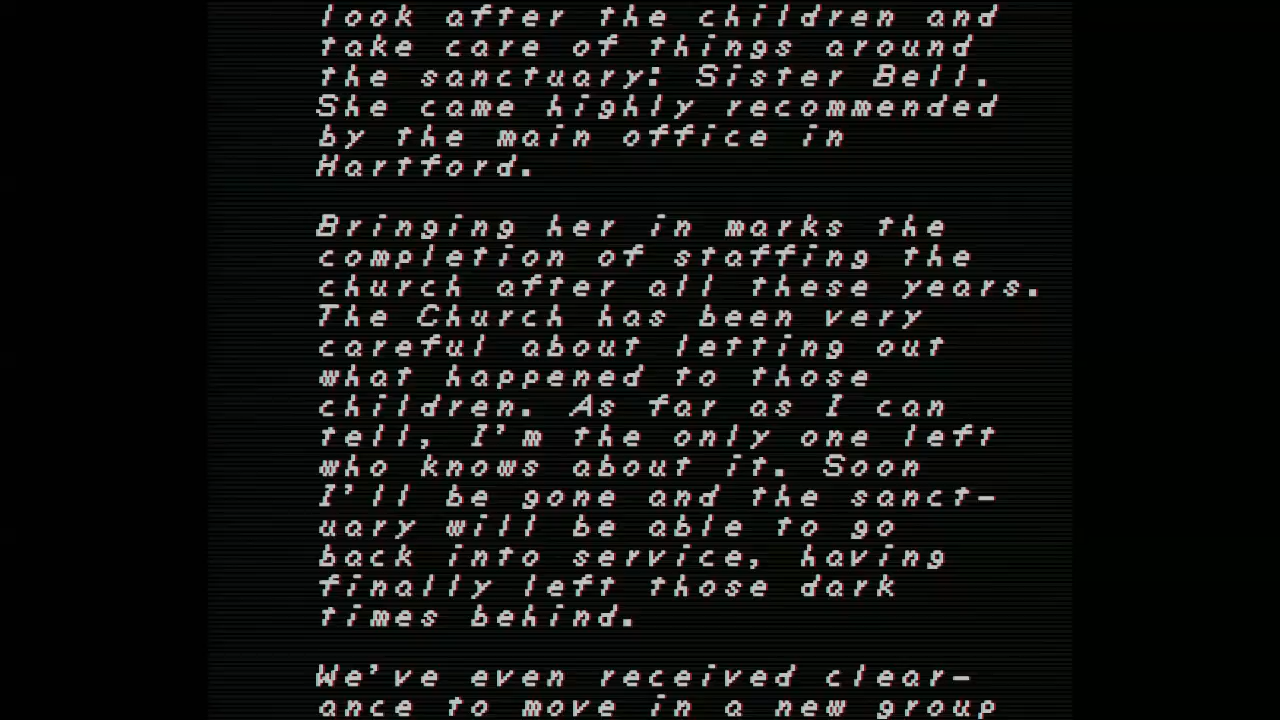 look after the children and
take care of things around
the sanctuary: Sister Bell.
She came highly recommended
by the main office in
Hartford.
Bringing her in marks the
completion of staffing the
church after all these years.
The Church has been very
careful about letting out
what happened to those
children. As far as I can
tell, I'm the only one left
who knows about it. Soon
I'll be gone and the sanct-
uary will be able to go
back into service, having
finally left those dark
times behind.
We've even received clear-
ance to move in a new group